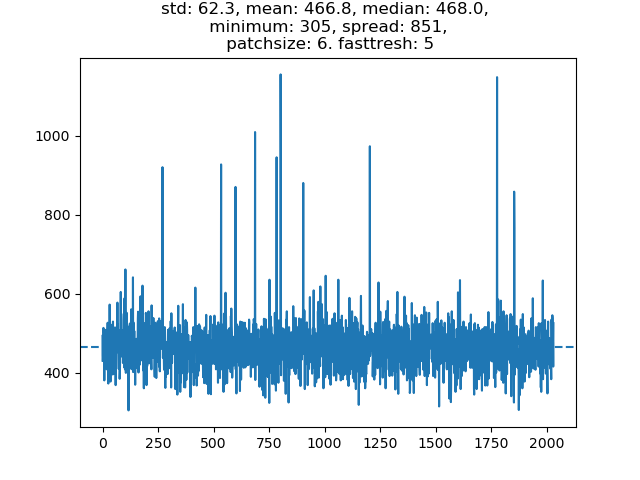 std: 62.3, mean: 466.8, median: 468.0,
minimum: 305, spread: 851,
patchsize: 6. fasttresh: 5
1000
800
600
400
0 250 500 750 1000 1250 1500 1750 2000